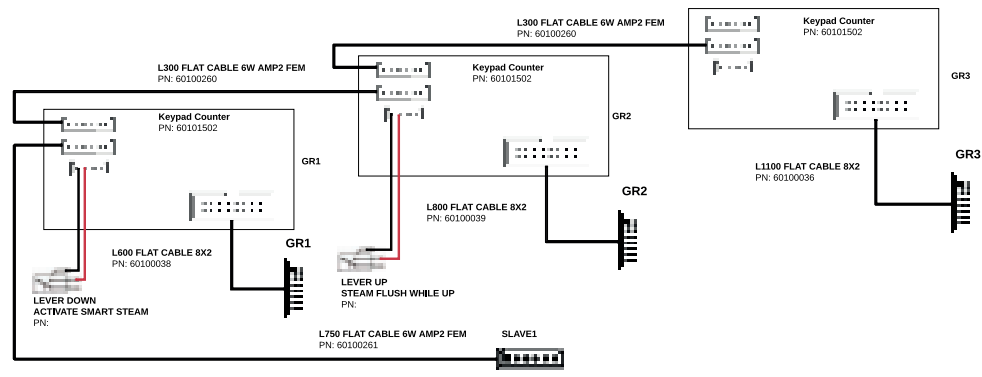 L300 FLAT CABLE 6W AMP2 FEM
PN: 60100260
Keypad Counter
PN: 60101502
GR3
L300 FLAT CABLE 6W AMP2 FEM
PN: 60100260
Keypad Counter
PN: 60101502
GR2
Keypad Counter
PN: 60101502
GR1
L1100 FLAT CABLE 8X2
PN: 60100036
GR3
L800 FLAT CABLE 8X2
PN: 60100039
GR2
L600 FLAT CABLE 8X2
PN: 60100038
GR1
LEVER UP
STEAM FLUSH WHILE UP
PN:
LEVER DOWN
ACTIVATE SMART STEAM
PN:
L750 FLAT CABLE 6W AMP2 FEM
PN: 60100261
SLAVE1